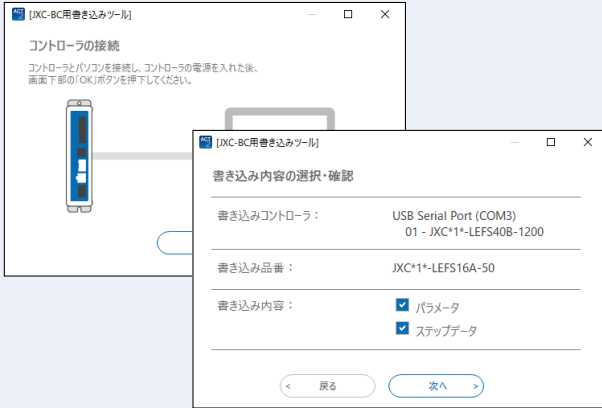 ACT
2
[JXC-BC用書き込みツール]
コントローラの接続
コントローラとパソコンを接続し、コントローラの電源を入れた後、
画面下部の「OK」ボタンを押下してください。
ACT
2
[JXC-BC用書き込みツール]
書き込み内容の選択・確認
書き込みコントローラ： USB Serial Port (COM3)
01 - JXC*1*-LEFS40B-1200
書き込み品番： JXC*1*-LEFS16A-50
書き込み内容： パラメータ
ステップデータ
< 戻る 次へ >